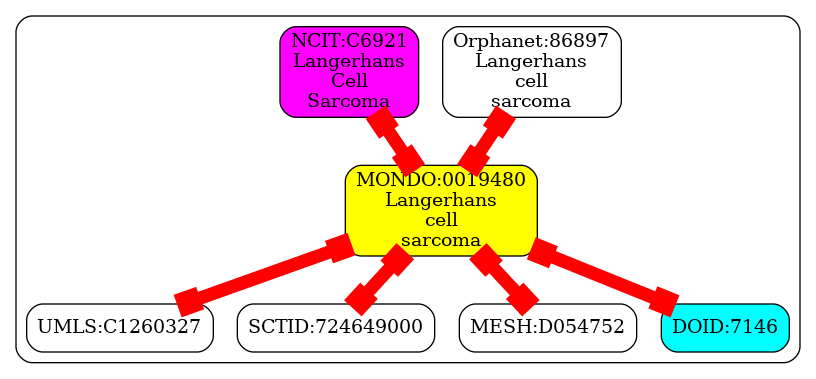 NCIT:C6921
Langerhans
Cell
Sarcoma
Orphanet:86897
Langerhans
cell
sarcoma
MONDO:0019480
Langerhans
cell
sarcoma
UMLS:C1260327
SCTID:724649000
MESH:D054752
DOID:7146